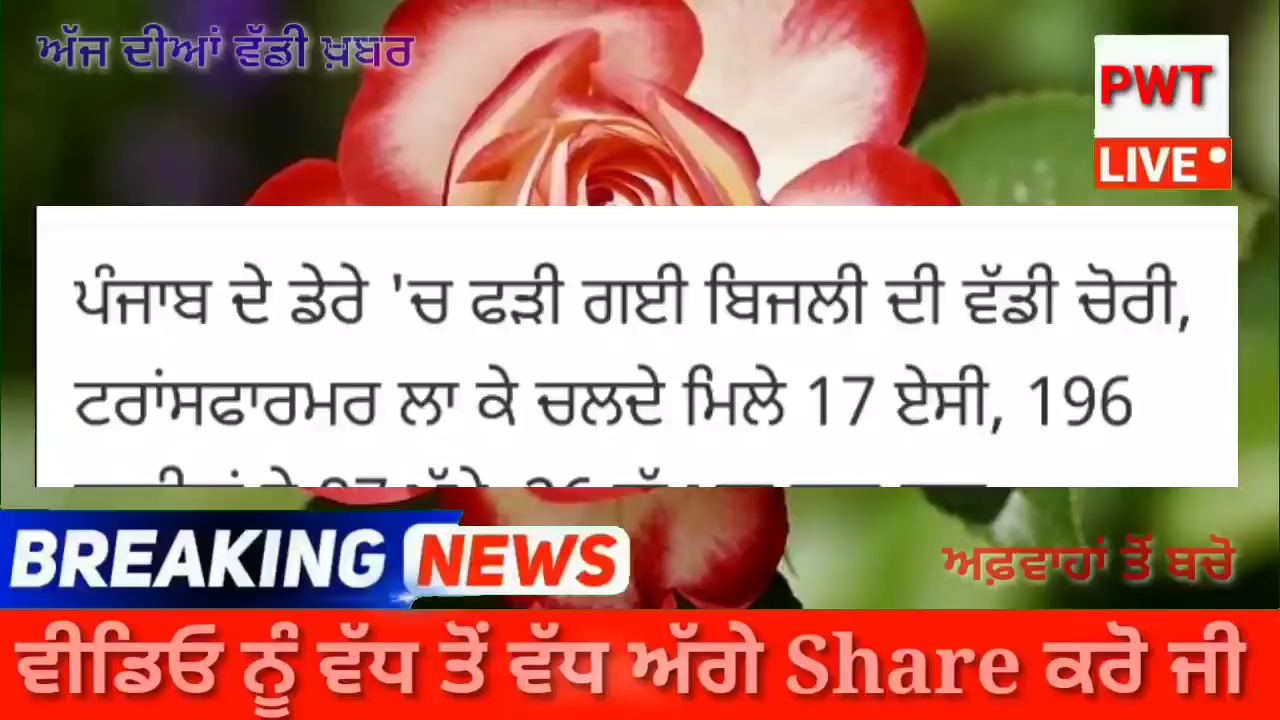 ਅੱਜ ਦੀਆਂ ਵੱਡੀ ਖ਼ਬਰ
PWT
LIVE
ਪੰਜਾਬ ਦੇ ਡੇਰੇ 'ਚ ਫੜੀ ਗਈ ਬਿਜਲੀ ਦੀ ਵੱਡੀ ਚੋਰੀ,
ਟਰਾਂਸਫਾਰਮਰ ਲਾ ਕੇ ਚਲਦੇ ਮਿਲੇ 17 ਏਸੀ, 196
BREAKING NEWS
ਅਫ਼ਵਾਹਾਂ ਤੋਂ ਬਚੋ
ਵੀਡਿਓ ਨੂੰ ਵੱਧ ਤੋਂ ਵੱਧ ਅੱਗੇ Share ਕਰੋ ਜੀ